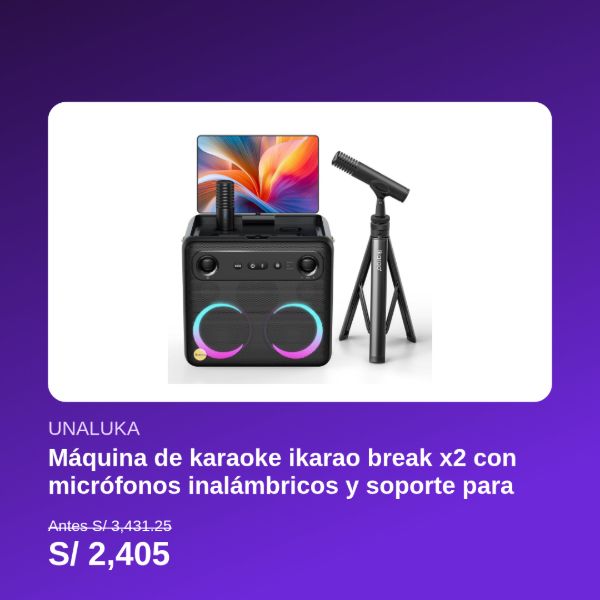 UNALUKA
Máquina de karaoke ikarao break x2 con
micrófonos inalámbricos y soporte para
Antes S/ 3,431.25
S/ 2,405